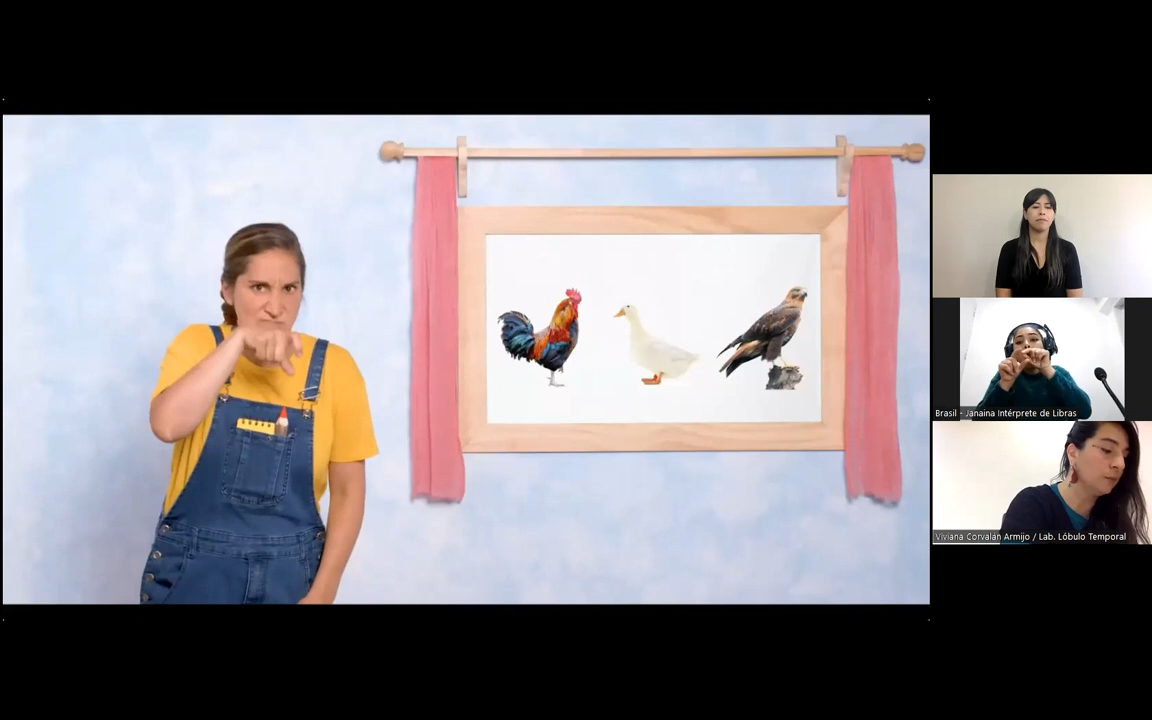 Brasil - Janaina Intérprete de Libras
Viviana Corvalán Armijo / Lab. Lóbulo Temporal